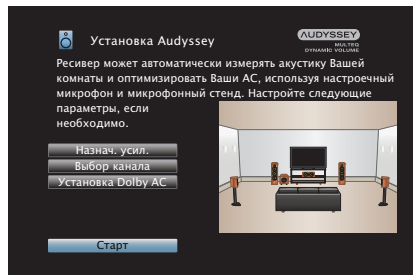 Установка Audyssey
AUDYSSEY
MULTEQ
DYNAMIC VOLUME
Ресивер может автоматически измерять акустику Вашей
комнаты и оптимизировать Ваши АС, используя настроечный
микрофон и микрофонный стенд. Настройте следующие
параметры, если
необходимо.
Назнач. усил.
Выбор канала
Установка Dolby АС
Старт